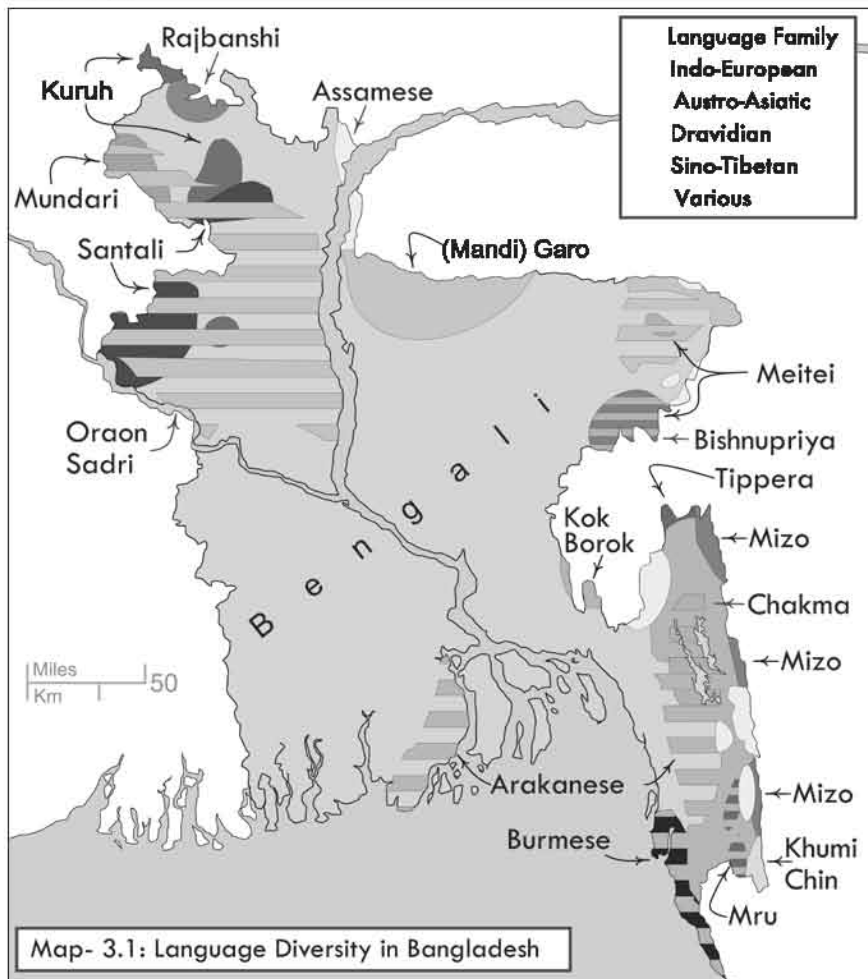 Rajbanshi
Kuruh
Assamese
Mundari
Santali
(Mandi) Garo
Language Family
Indo-European
Austro-Asiatic
Dravidian
Sino-Tibetan
Various
Meitei
Bishnupriya
Oraon
Sadri
Tippera
Kok
Borok
Mizo
Chakma
Mizo
Bengali
Miles
Km
50
Arakanese
Mizo
Burmese
Khumi
Chin
Mru
Map- 3.1: Language Diversity in Bangladesh